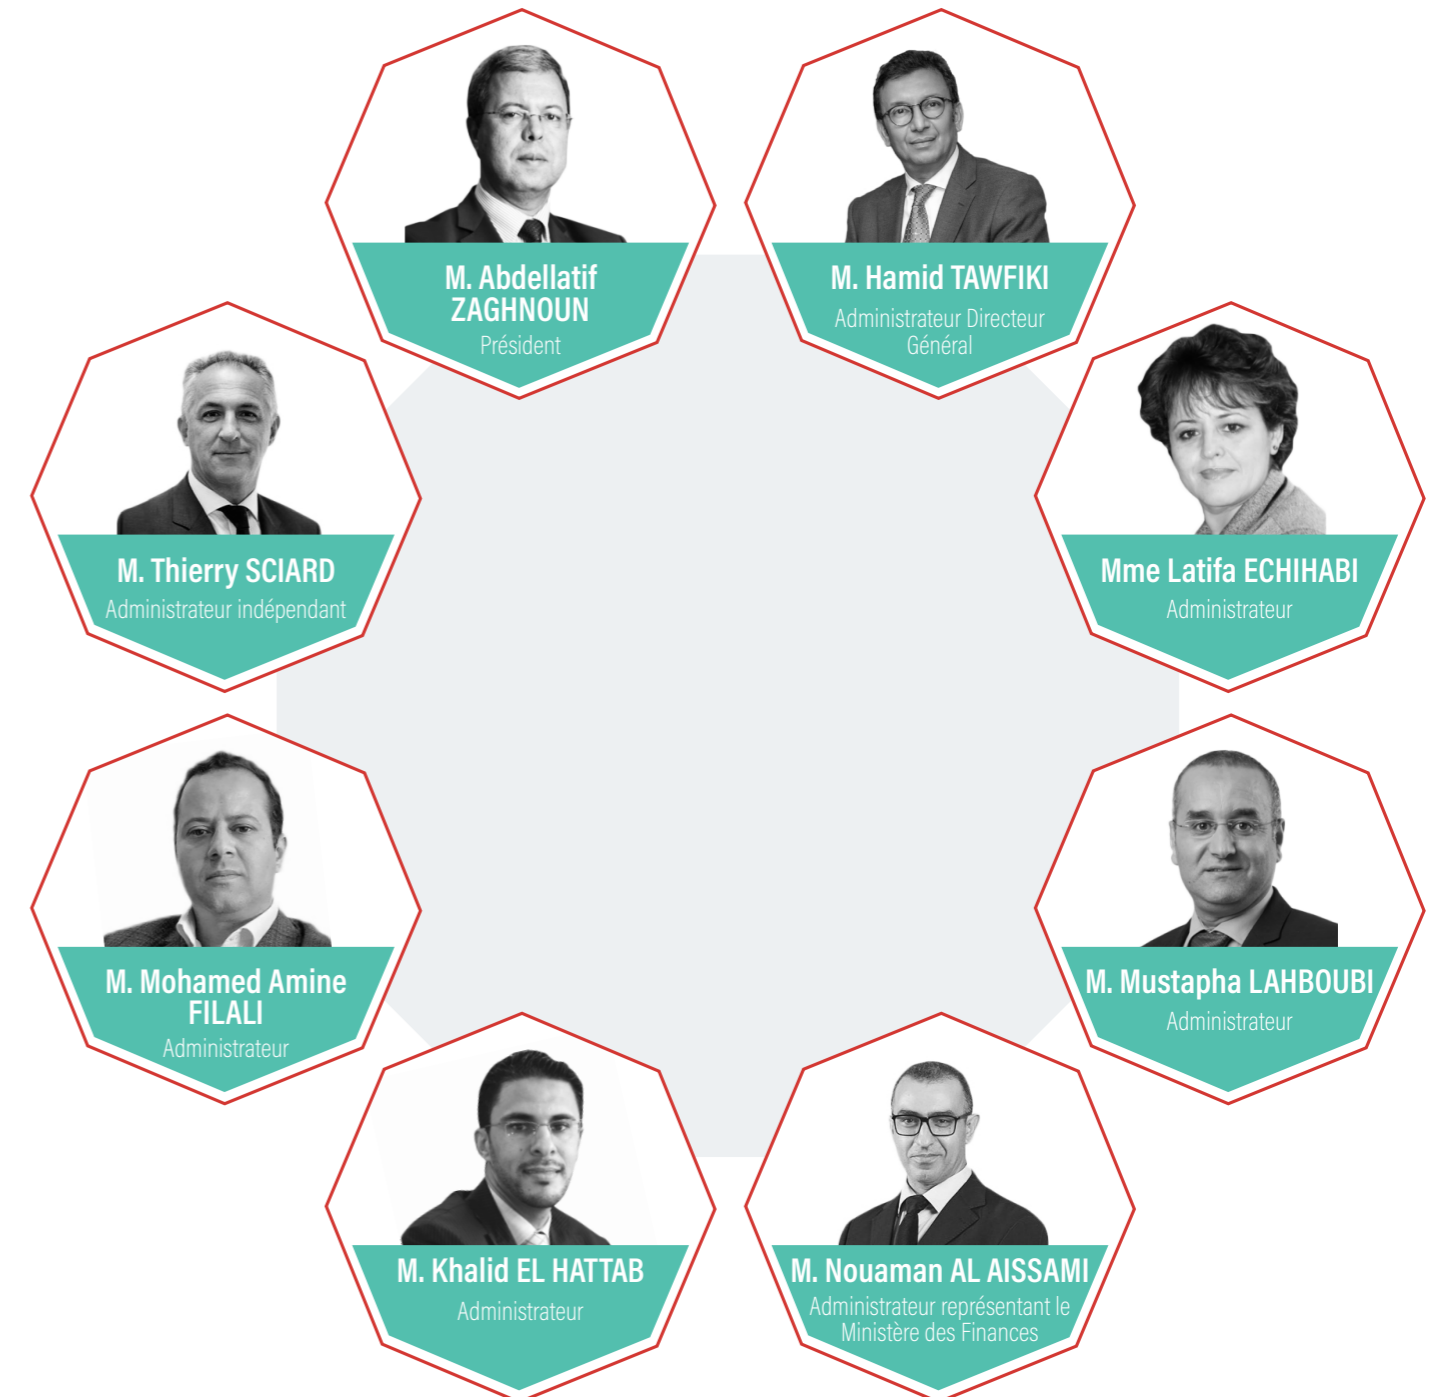 M. Abdellatif
ZAGHNOUN
Président
M. Hamid TAWFIKI
Administrateur Directeur
Général
M. Thierry SCIARD
Administrateur indépendant
Mme Latifa ECHIHABI
Administrateur
M. Mohamed Amine
FILALI
Administrateur
M. Mustapha LAHBOUBI
Administrateur
M. Khalid EL HATTAB
Administrateur
M. Nouaman AL AISSAMI
Administrateur représentant le
Ministère des Finances